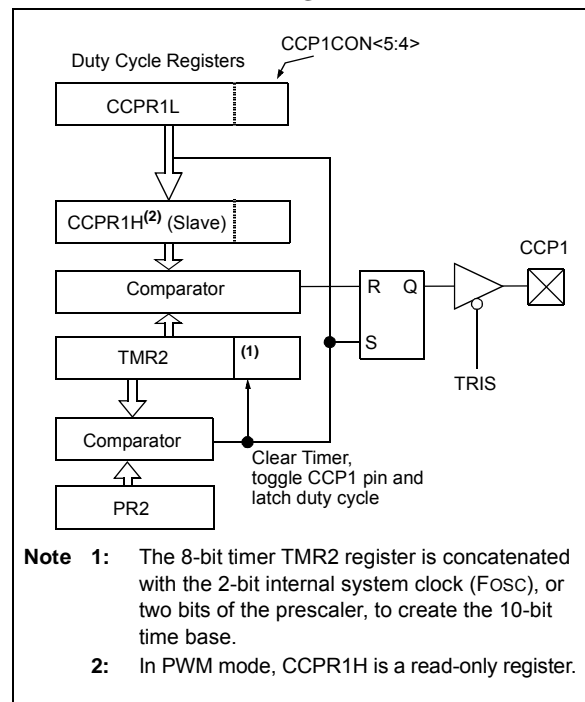 CCP1CON<5:4>
Duty Cycle Registers
CCPR1L
CCPR1H(2) (Slave)
CCP1
Comparator
R Q
S
TMR2
(1)
TRIS
Comparator
Clear Timer,
toggle CCP1 pin and
latch duty cycle
PR2
Note 1: The 8-bit timer TMR2 register is concatenated
with the 2-bit internal system clock (FOSC), or
two bits of the prescaler, to create the 10-bit
time base.
2: In PWM mode, CCPR1H is a read-only register.